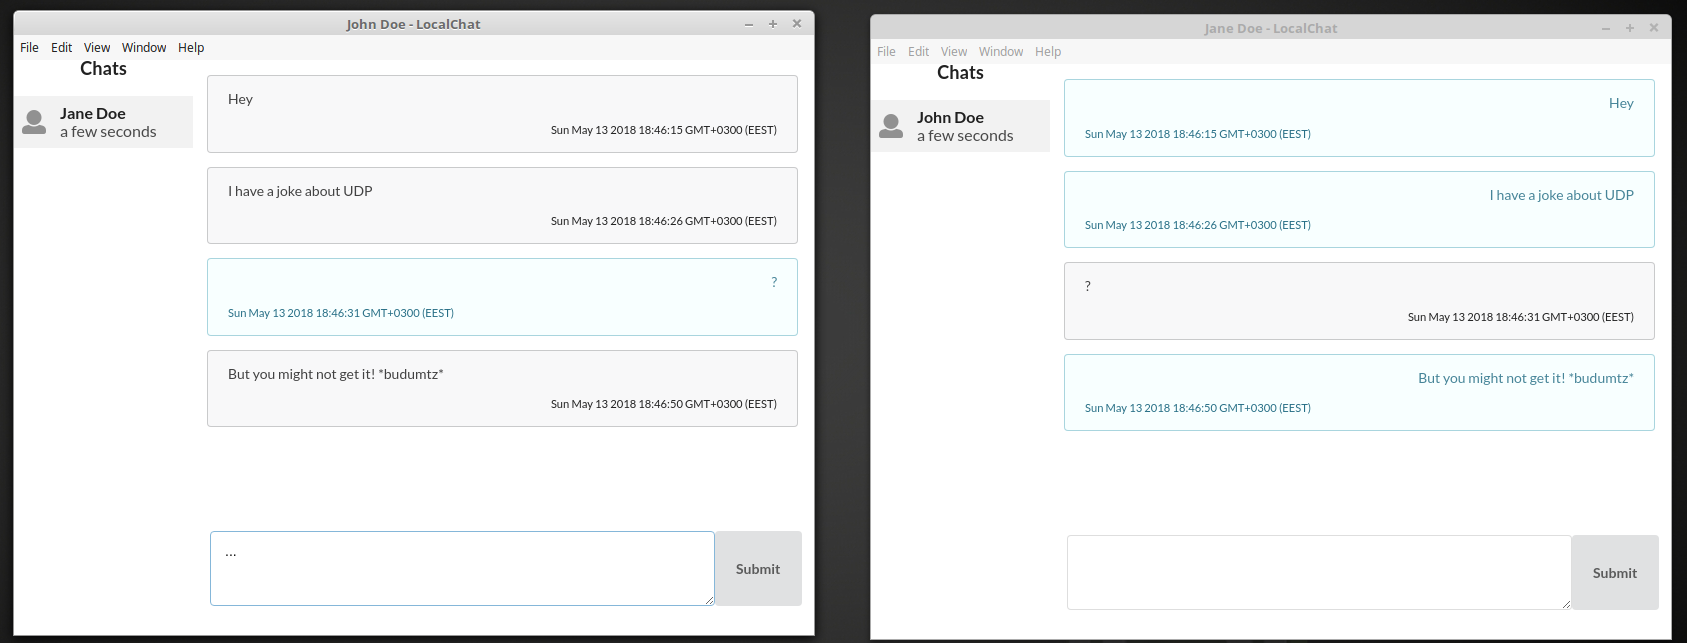 John Doe - LocalChat
File Edit View Window Help
Chats
Jane Doe
a few seconds
Hey
Sun May 13 2018 18:46:15 GMT+0300 (EEST)
I have a joke about UDP
Sun May 13 2018 18:46:26 GMT+0300 (EEST)
?
Sun May 13 2018 18:46:31 GMT+0300 (EEST)
But you might not get it! *budumtz*
Sun May 13 2018 18:46:50 GMT+0300 (EEST)
...
Submit
Jane Doe - LocalChat
File Edit View Window Help
Chats
John Doe
a few seconds
Hey
Sun May 13 2018 18:46:15 GMT+0300 (EEST)
I have a joke about UDP
Sun May 13 2018 18:46:26 GMT+0300 (EEST)
?
Sun May 13 2018 18:46:31 GMT+0300 (EEST)
But you might not get it! *budumtz*
Sun May 13 2018 18:46:50 GMT+0300 (EEST)
Submit